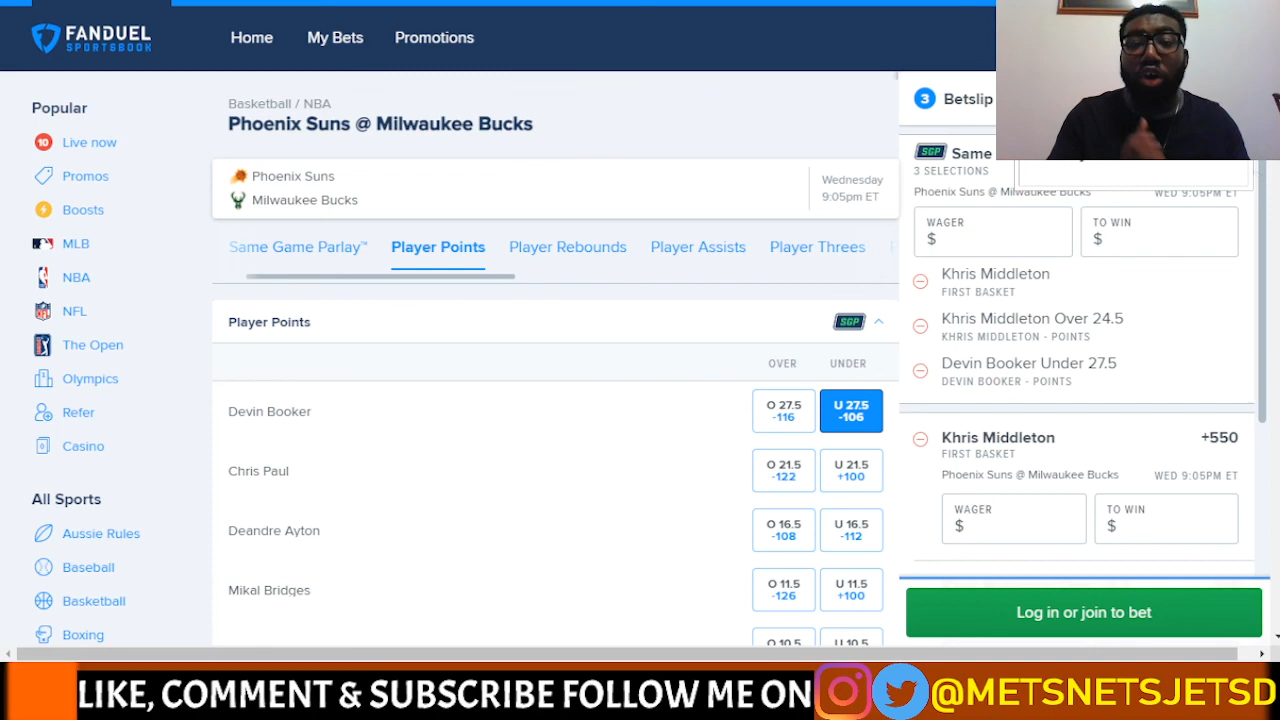 FANDUEL
SPORTSBOOK
Home
My Bets
Promotions
Popular
10 Live now
Promos
Boosts
MLB
NBA
NFL
The Open
Olympics
Refer
Casino
All Sports
Aussie Rules
Baseball
Basketball
Boxing
Basketball / NBA
Phoenix Suns @ Milwaukee Bucks
Phoenix Suns
Milwaukee Bucks
Wednesday
9:05pm ET
Same Game Parlay™ Player Points Player Rebounds Player Assists Player Threes
Player Points SGP
OVER UNDER
Devin Booker
O 27.5 U 27.5
-116 -106
Chris Paul
O 21.5 U 21.5
-122 +100
Deandre Ayton
O 16.5 U 16.5
-108 -112
Mikal Bridges
O 11.5 U 11.5
-126 +100
O 10.5 U 10.5
3 Betslip
SGP Same
3 SELECTIONS
Phoenix Suns @ Milwaukee Bucks WED 9:05PM ET
WAGER TO WIN
$ $
Khris Middleton
FIRST BASKET
Khris Middleton Over 24.5
KHRIS MIDDLETON - POINTS
Devin Booker Under 27.5
DEVIN BOOKER - POINTS
Khris Middleton +550
FIRST BASKET
Phoenix Suns @ Milwaukee Bucks WED 9:05PM ET
WAGER TO WIN
$ $
Log in or join to bet
LIKE, COMMENT & SUBSCRIBE FOLLOW ME ON @METSNETSJETSD